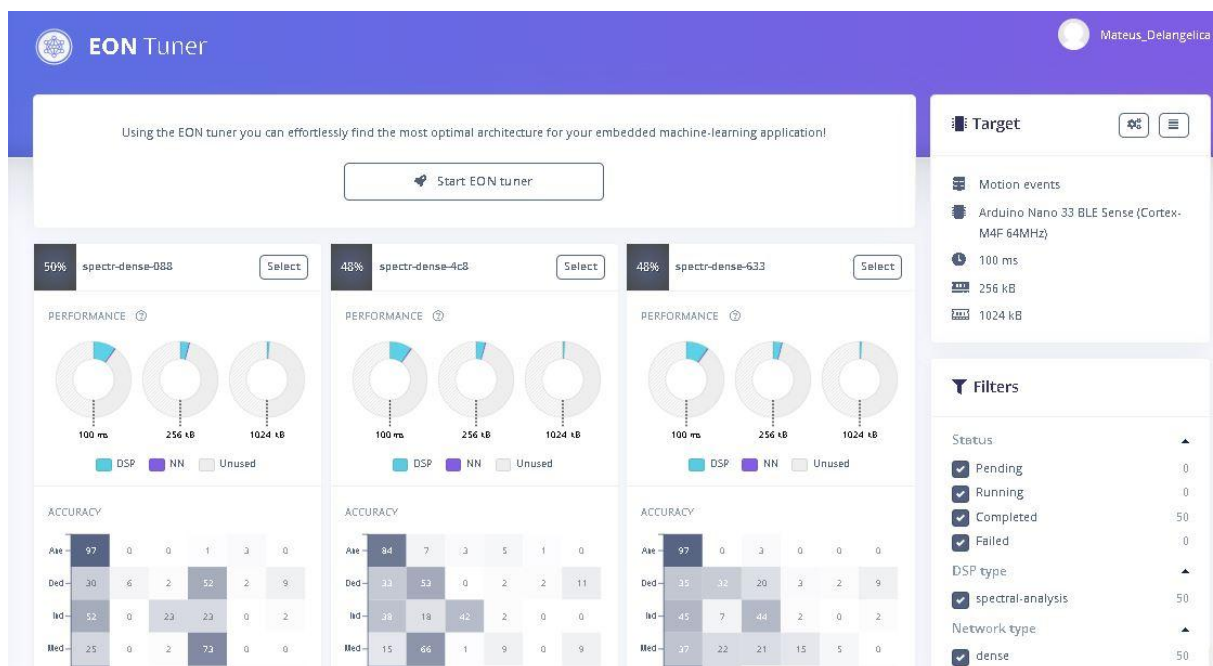 EON Tuner
Mateus_Delangelica
Using the EON tuner you can effortlessly find the most optimal architecture for your embedded machine-learning application!
Start EON tuner
Target
Motion events
Arduino Nano 33 BLE Sense (Cortex-
M4F 64MHz)
100 ms
256 kB
1024 kB
50% spectr-dense-088 Select
PERFORMANCE
100 ms 256 kB 1024 kB
DSP NN Unused
ACCURACY
97 0 0 1 3 0
Ded 30 6 2 52 2 9
Ind 52 0 23 23 0 2
Med 25 0 2 73 0 0
48% spectr-dense-4c8 Select
PERFORMANCE
100 ms 256 kB 1024 kB
DSP NN Unused
ACCURACY
84 7 3 5 1 0
Ded 33 53 0 2 2 11
Ind 38 18 42 2 0 0
Med 15 66 1 9 0 9
48% spectr-dense-633 Select
PERFORMANCE
100 ms 256 kB 1024 kB
DSP NN Unused
ACCURACY
97 0 3 0 0 0
Ded 35 32 20 3 2 9
Ind 45 7 44 2 0 2
Med 37 22 21 15 5 0
Filters
Status
Pending 0
Running 0
Completed 50
Failed 0
DSP type
spectral-analysis 50
Network type
dense 50